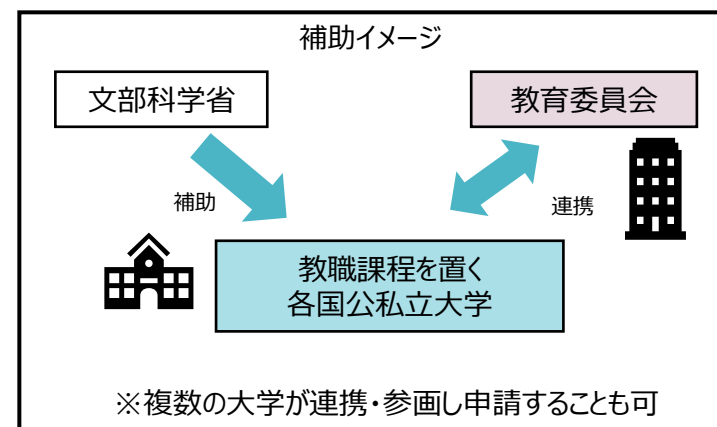 補助イメージ
文部科学省
教育委員会
補助
連携
教職課程を置く
各国公私立大学
※複数の大学が連携・参画し申請することも可